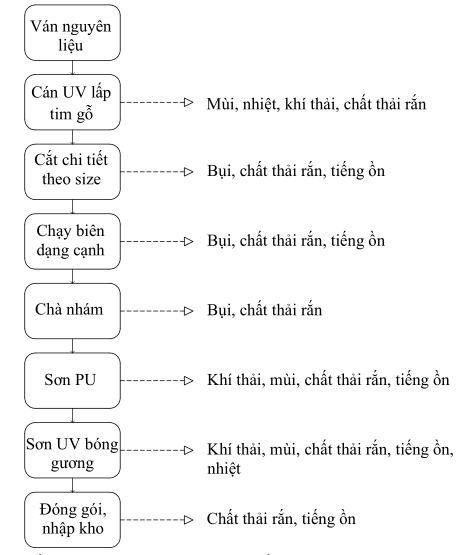 Ván nguyên
liệu
Cán UV lấp
tim gỗ
Mùi, nhiệt, khí thải, chất thải rắn
Cắt chi tiết
theo size
Bụi, chất thải rắn, tiếng ồn
Chạy biên
dạng cạnh
Bụi, chất thải rắn, tiếng ồn
Chà nhám
Bụi, chất thải rắn
Sơn PU
Khí thải, mùi, chất thải rắn, tiếng ồn
Sơn UV bóng
gương
Khí thải, mùi, chất thải rắn, tiếng ồn,
nhiệt
Đóng gói,
nhập kho
Chất thải rắn, tiếng ồn